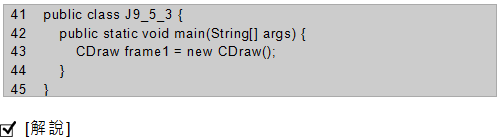 41 public class J9_5_3 {
42 public static void main(String[] args) {
43 CDraw frame1 = new CDraw();
44 }
45 }
[解說]